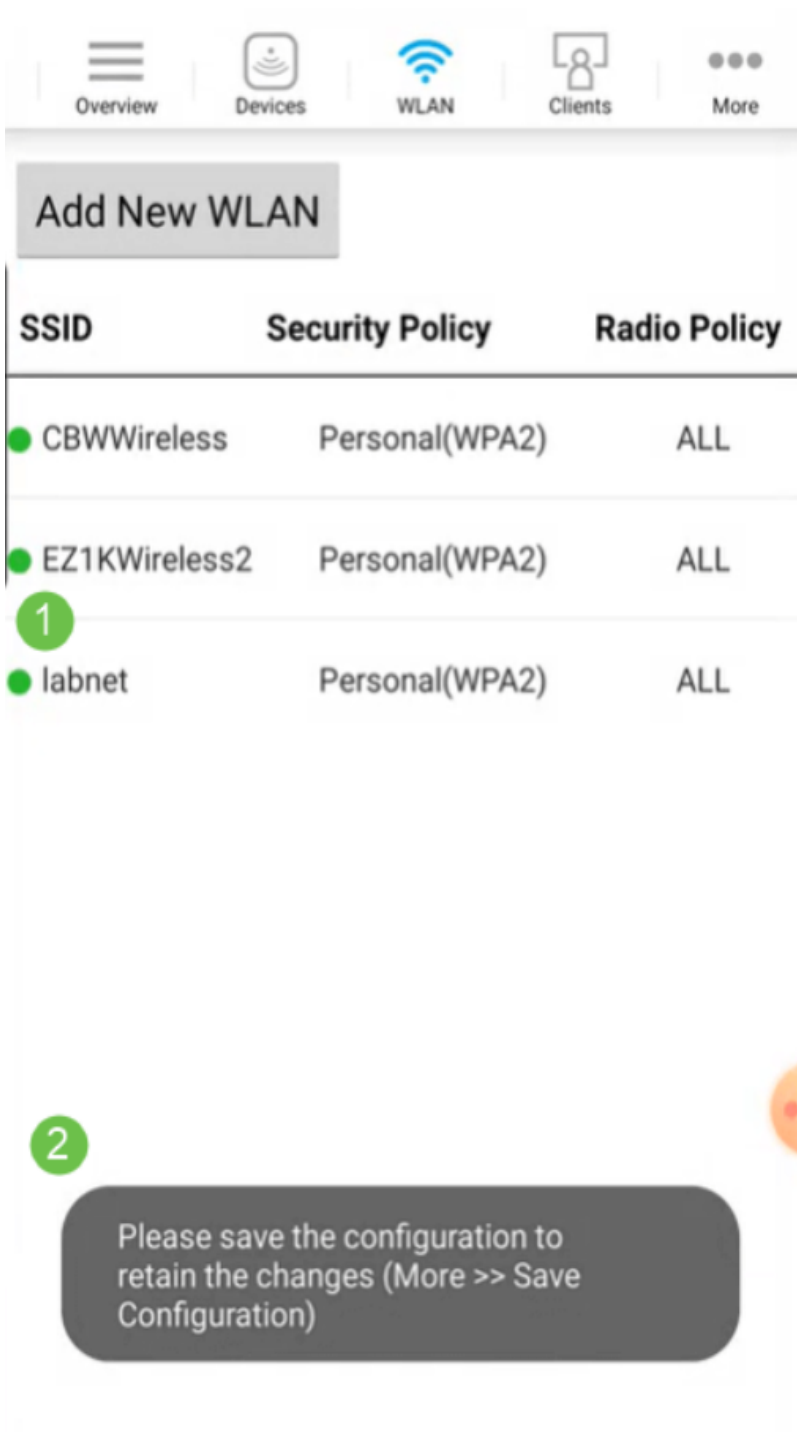 Overview Devices WLAN Clients More
Add New WLAN
SSID Security Policy Radio Policy
CBWWireless Personal(WPA2) ALL
EZ1KWireless2 Personal(WPA2) ALL
1
labnet Personal(WPA2) ALL
2
Please save the configuration to
retain the changes (More >> Save
Configuration)